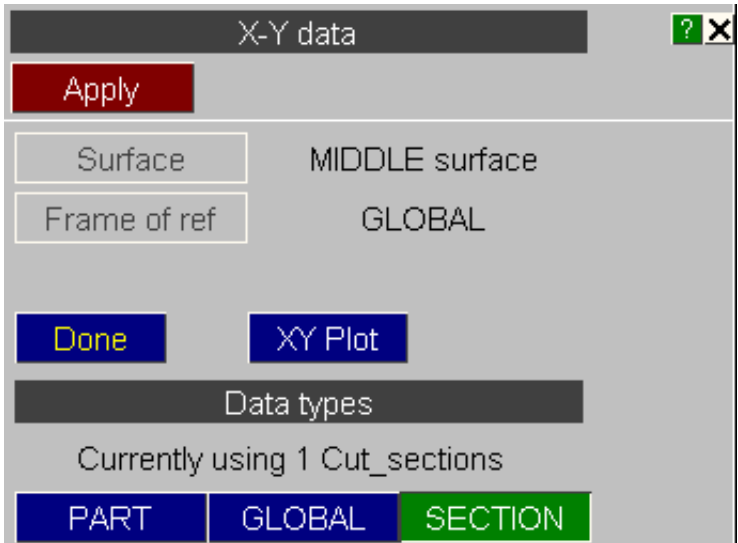 X-Y data ? X
Apply
Surface MIDDLE surface
Frame of ref GLOBAL
Done XY Plot
Data types
Currently using 1 Cut_sections
PART GLOBAL SECTION